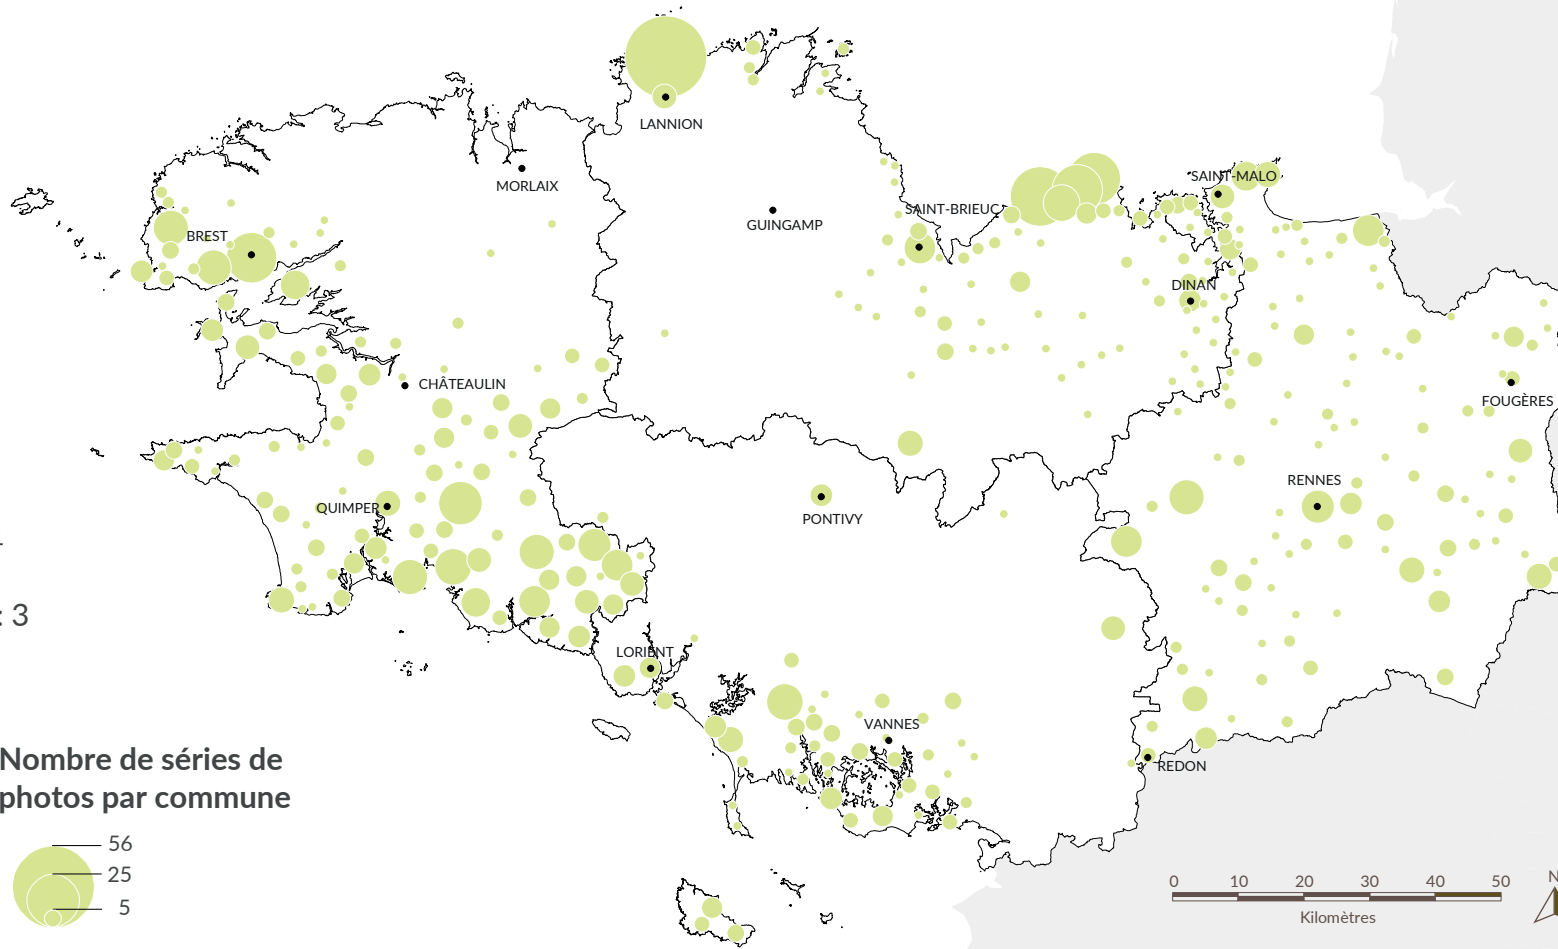 LANNION
MORLAIX
SAINT-MALO
SAINT-BRIEUC
GUINGAMP
BREST
DINAN
CHÂTEAULIN
FOUGÈRES
RENNES
QUIMPER
PONTIVY
: 3
LORIENT
VANNES
REDON
Nombre de séries de
photos par commune
56
25
5
0 10 20 30 40 50
Kilomètres
N